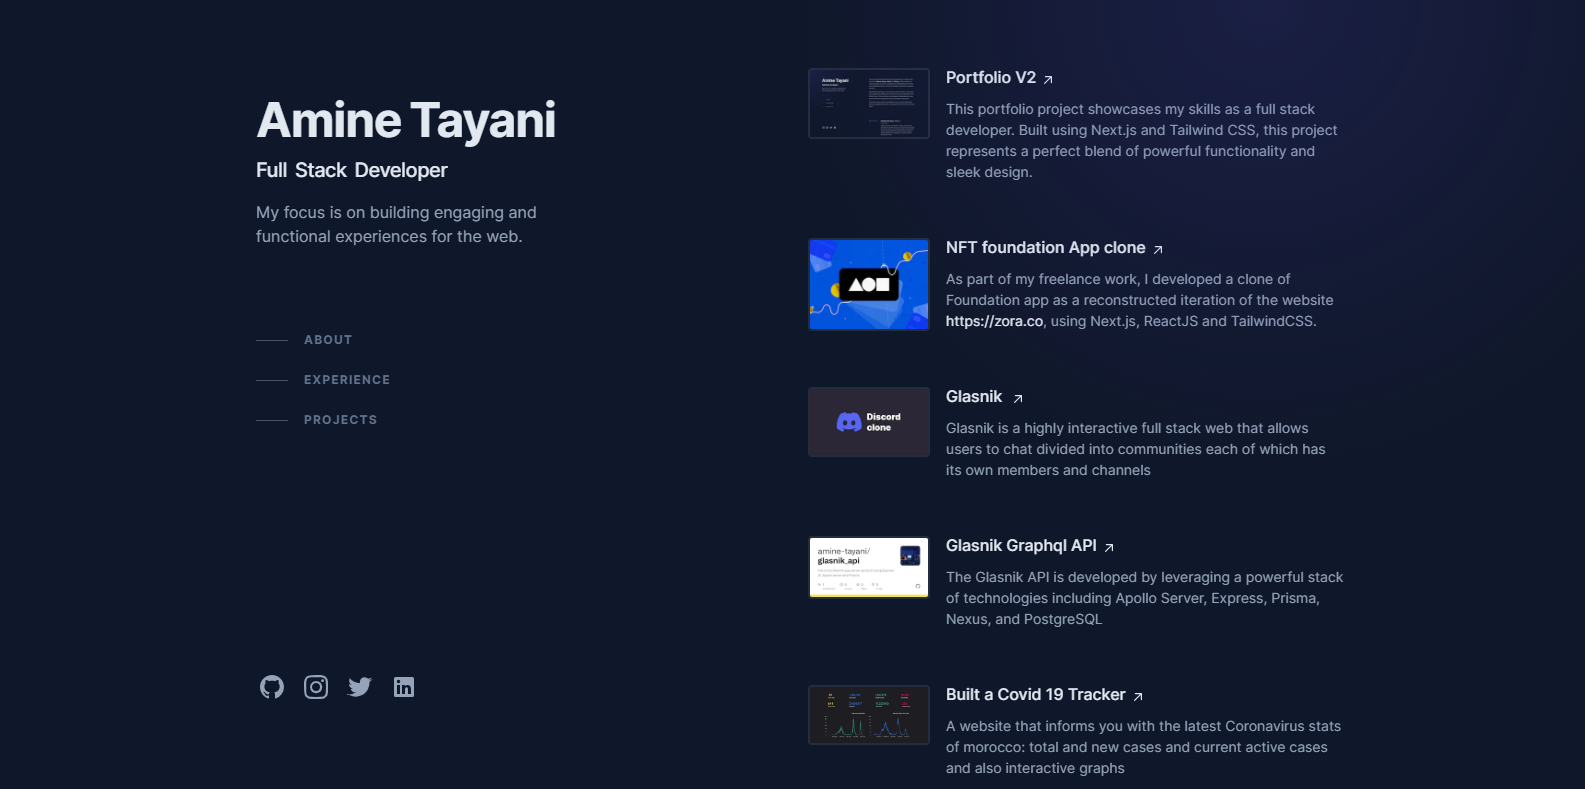 Amine Tayani
Full Stack Developer
My focus is on building engaging and
functional experiences for the web.
ABOUT
EXPERIENCE
PROJECTS
Amine Tayani
Portfolio V2
This portfolio project showcases my skills as a full stack
developer. Built using Next.js and Tailwind CSS, this project
represents a perfect blend of powerful functionality and
sleek design.
NFT foundation App clone
As part of my freelance work, I developed a clone of
Foundation app as a reconstructed iteration of the website
https://zora.co, using Next.js, ReactJS and TailwindCSS.
Discord
clone
Glasnik
Glasnik is a highly interactive full stack web that allows
users to chat divided into communities each of which has
its own members and channels
amine-tayani/
glasnik_api
Glasnik Graphql API
The Glasnik API is developed by leveraging a powerful stack
of technologies including Apollo Server, Express, Prisma,
Nexus, and PostgreSQL
Built a Covid 19 Tracker
A website that informs you with the latest Coronavirus stats
of morocco: total and new cases and current active cases
and also interactive graphs